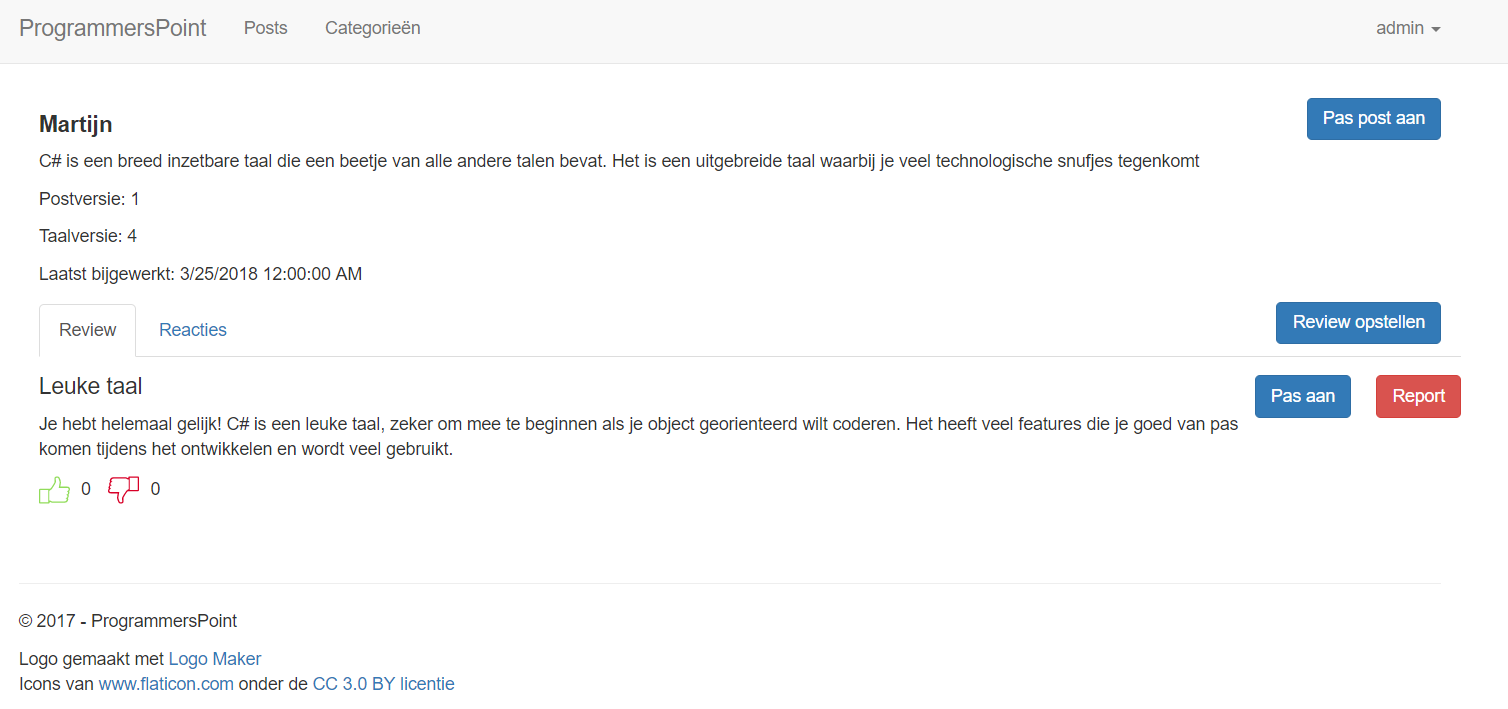 ProgrammersPoint Posts Categorieën admin
Martijn
Pas post aan
C# is een breed inzetbare taal die een beetje van alle andere talen bevat. Het is een uitgebreide taal waarbij je veel technologische snufjes tegenkomt
Postversie: 1
Taalversie: 4
Laatst bijgewerkt: 3/25/2018 12:00:00 AM
Review Reacties Review opstellen
Leuke taal
Pas aan Report
Je hebt helemaal gelijk! C# is een leuke taal, zeker om mee te beginnen als je object georienteerd wilt coderen. Het heeft veel features die je goed van pas
komen tijdens het ontwikkelen en wordt veel gebruikt.
0 0
© 2017 - ProgrammersPoint
Logo gemaakt met Logo Maker
Icons van www.flaticon.com onder de CC 3.0 BY licentie